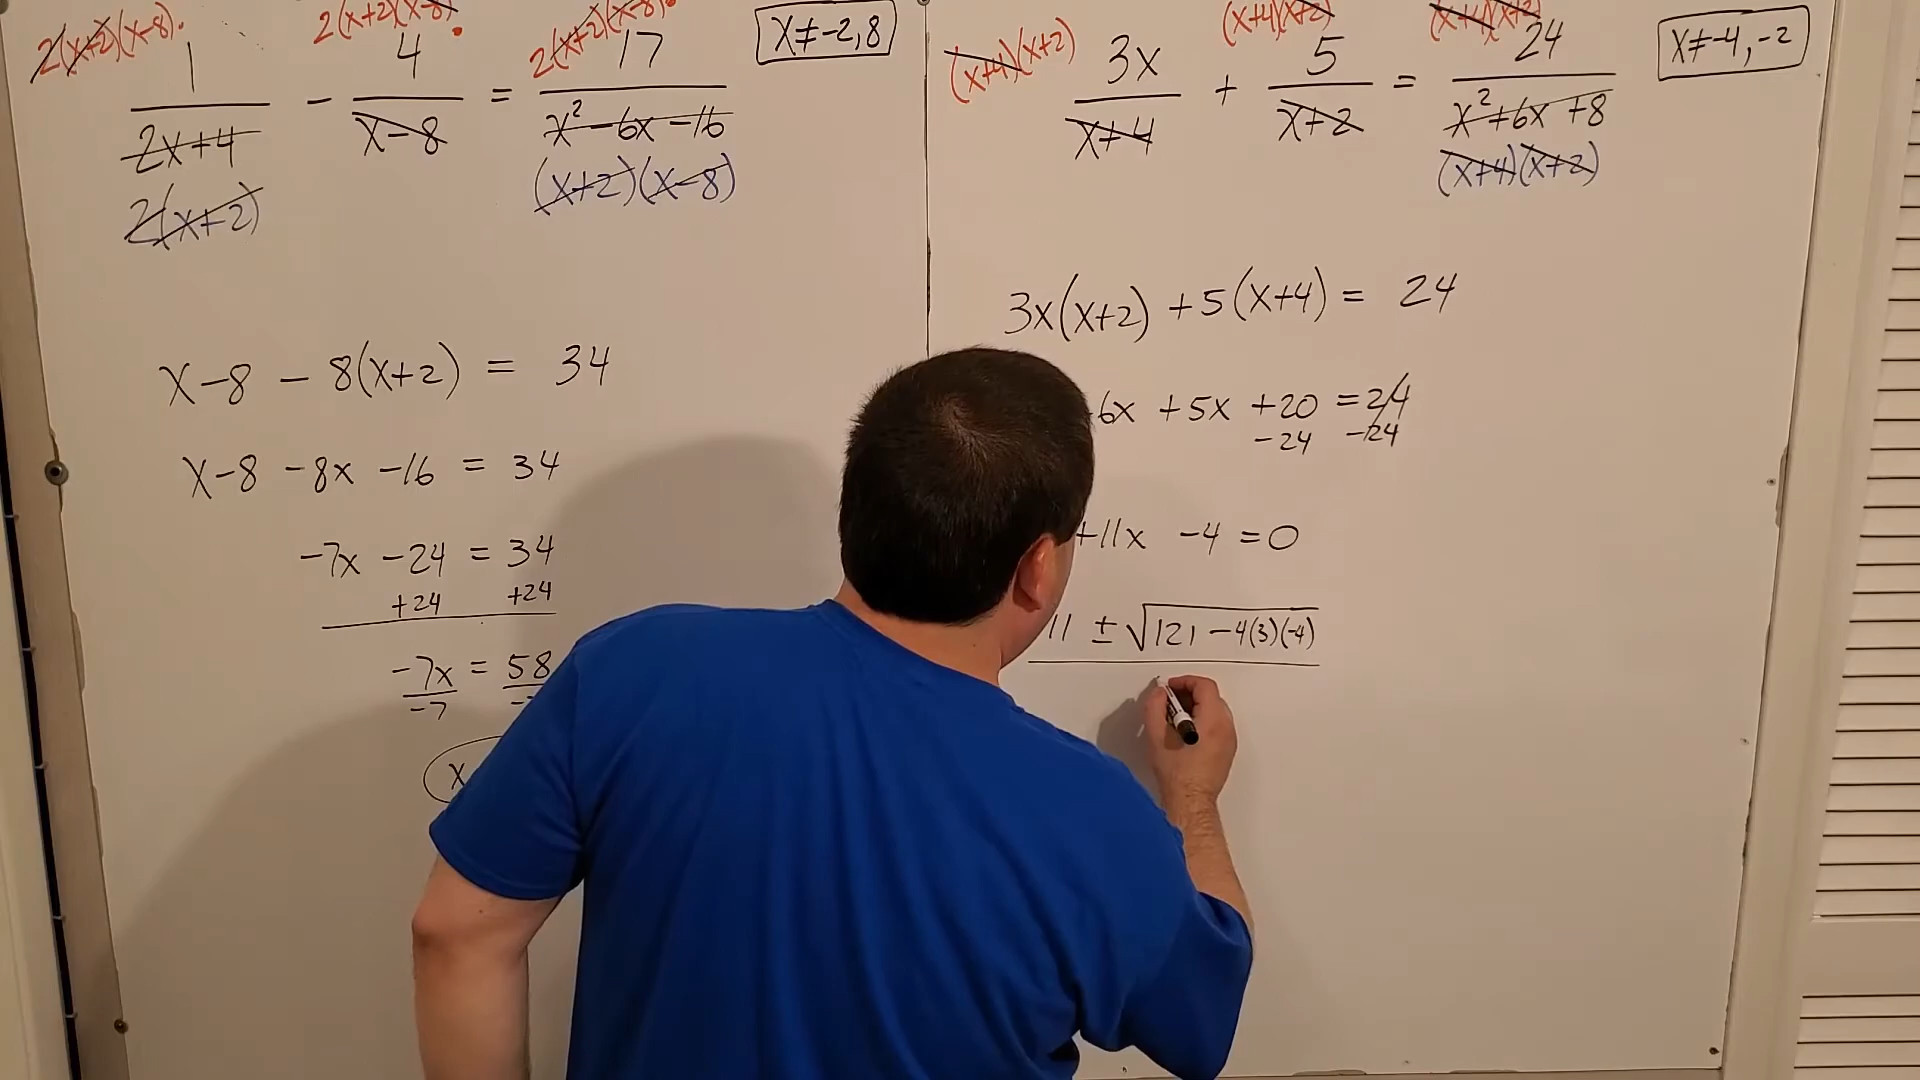 2(x+2)(x-8)· 2(x+2)(x-8)· 2(x+2)(x-8)·
1/(2x+4) - 4/(x-8) = 17/(x²-6x-16)
x≠-2,8
2(x+2) (x+2)(x-8)
x-8 - 8(x+2) = 34
x-8 -8x -16 = 34
-7x -24 = 34
+24 +24
-7x = 58
-7
x
(x+4)(x+2) (x+4)(x+2) (x+4)(x+2)
3x/(x+4) + 5/(x+2) = 24/(x²+6x+8)
x≠-4,-2
(x+4)(x+2)
3x(x+2) +5(x+4) = 24
6x +5x +20 =24
-24 -24
+11x -4 =0
11 ± √121 -4(3)(-4)